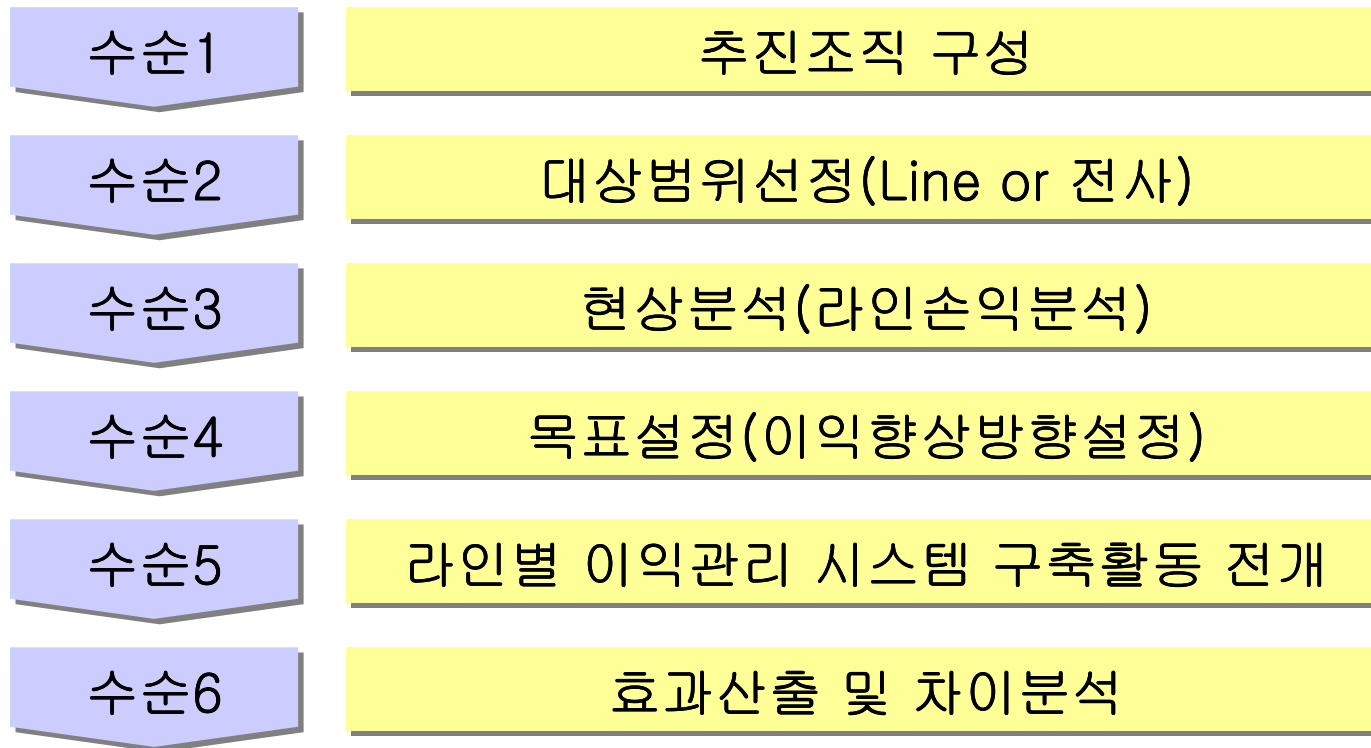 수순1 추진조직 구성
수순2 대상범위선정(Line or 전사)
수순3 현상분석(라인손익분석)
수순4 목표설정(이익향상방향설정)
수순5 라인별 이익관리 시스템 구축활동 전개
수순6 효과산출 및 차이분석